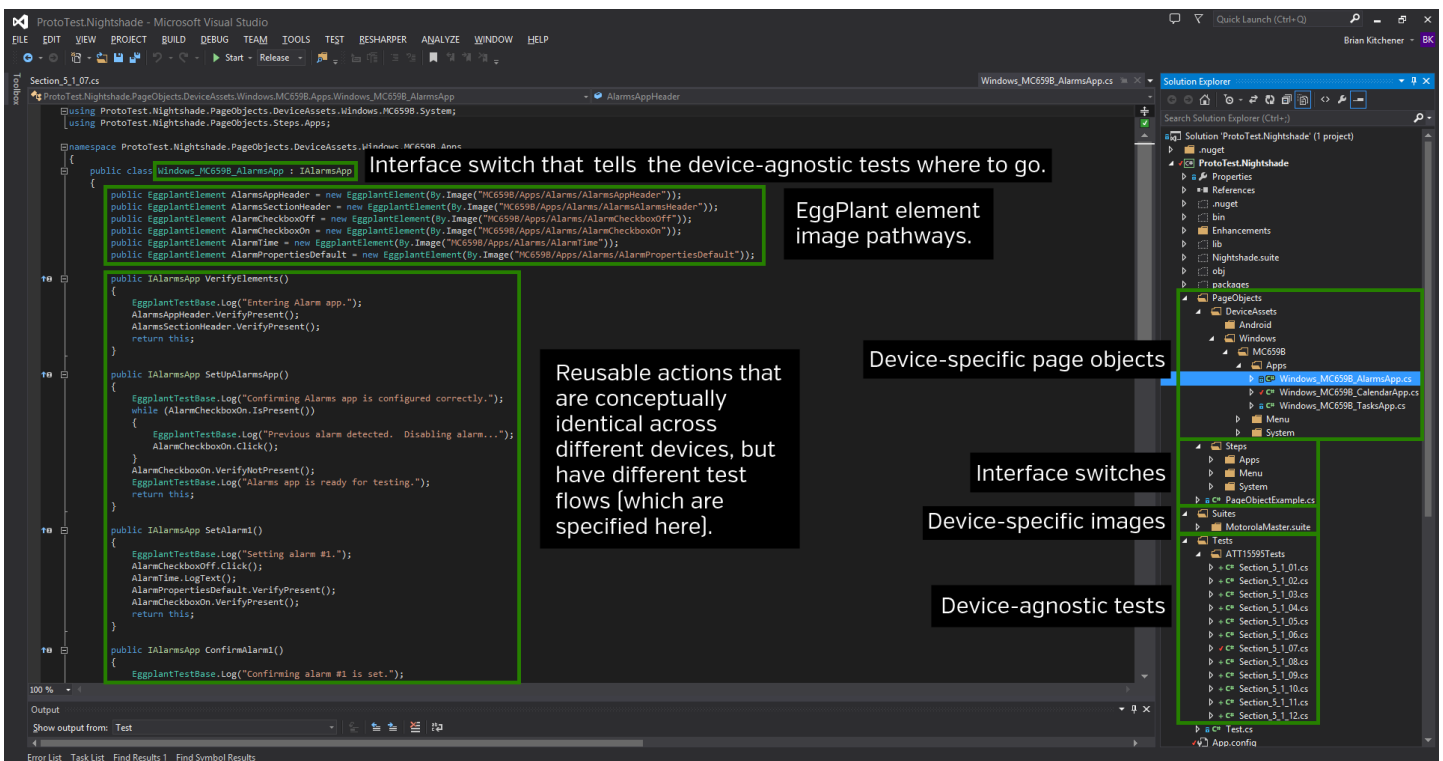 ProtoTest.Nightshade - Microsoft Visual Studio
Quick Launch (Ctrl+Q)
FILE EDIT VIEW PROJECT BUILD DEBUG TEAM TOOLS TEST RESHARPER ANALYZE WINDOW HELP
Brian Kitchener BK
Start Release
Toolbox
Section_5_1_07.cs
Windows_MC659B_AlarmsApp.cs
ProtoTest.Nightshade.PageObjects.DeviceAssets.Windows.MC659B.Apps.Windows_MC659B_AlarmsApp
AlarmsAppHeader
using ProtoTest.Nightshade.PageObjects.DeviceAssets.Windows.MC659B.System;
using ProtoTest.Nightshade.PageObjects.Steps.Apps;
namespace ProtoTest.Nightshade.PageObjects.DeviceAssets.Windows.MC659B.Apps
{
public class Windows_MC659B_AlarmsApp : IAlarmsApp
Interface switch that tells the device-agnostic tests where to go.
{
public EggplantElement AlarmsAppHeader = new EggplantElement(By.Image("MC659B/Apps/Alarms/AlarmsAppHeader"));
public EggplantElement AlarmsSectionHeader = new EggplantElement(By.Image("MC659B/Apps/Alarms/AlarmsAlarmsHeader"));
public EggplantElement AlarmCheckboxOff = new EggplantElement(By.Image("MC659B/Apps/Alarms/AlarmCheckboxOff"));
public EggplantElement AlarmCheckboxOn = new EggplantElement(By.Image("MC659B/Apps/Alarms/AlarmCheckboxOn"));
public EggplantElement AlarmTime = new EggplantElement(By.Image("MC659B/Apps/Alarms/AlarmTime"));
public EggplantElement AlarmPropertiesDefault = new EggplantElement(By.Image("MC659B/Apps/Alarms/AlarmPropertiesDefault"));
EggPlant element
image pathways.
public IAlarmsApp VerifyElements()
{
EggplantTestBase.Log("Entering Alarm app.");
AlarmsAppHeader.VerifyPresent();
AlarmsSectionHeader.VerifyPresent();
return this;
}
public IAlarmsApp SetUpAlarmsApp()
{
EggplantTestBase.Log("Confirming Alarms app is configured correctly.");
while (AlarmCheckboxOn.IsPresent())
{
EggplantTestBase.Log("Previous alarm detected.  Disabling alarm...");
AlarmCheckboxOn.Click();
}
AlarmCheckboxOn.VerifyNotPresent();
EggplantTestBase.Log("Alarms app is ready for testing.");
return this;
}
public IAlarmsApp SetAlarm1()
{
EggplantTestBase.Log("Setting alarm #1.");
AlarmCheckboxOff.Click();
AlarmTime.LogText();
AlarmPropertiesDefault.VerifyPresent();
AlarmCheckboxOn.VerifyPresent();
return this;
}
public IAlarmsApp ConfirmAlarm1()
{
EggplantTestBase.Log("Confirming alarm #1 is set.");
Reusable actions that
are conceptually
identical across
different devices, but
have different test
flows (which are
specified here).
Device-specific page objects
Interface switches
Device-specific images
Device-agnostic tests
100 %
Output
Show output from: Test
Error List Task List Find Results 1 Find Symbol Results
Solution Explorer
Search Solution Explorer (Ctrl+;)
Solution 'ProtoTest.Nightshade' (1 project)
.nuget
ProtoTest.Nightshade
Properties
References
.nuget
bin
Enhancements
lib
Nightshade.suite
obj
packages
PageObjects
DeviceAssets
Android
Windows
MC659B
Apps
Windows_MC659B_AlarmsApp.cs
Windows_MC659B_CalendarApp.cs
Windows_MC659B_TasksApp.cs
Menu
System
Steps
Apps
Menu
System
PageObjectExample.cs
Suites
MotorolaMaster.suite
Tests
ATT15595Tests
Section_5_1_01.cs
Section_5_1_02.cs
Section_5_1_03.cs
Section_5_1_04.cs
Section_5_1_05.cs
Section_5_1_06.cs
Section_5_1_07.cs
Section_5_1_08.cs
Section_5_1_09.cs
Section_5_1_10.cs
Section_5_1_11.cs
Section_5_1_12.cs
Test.cs
App.config